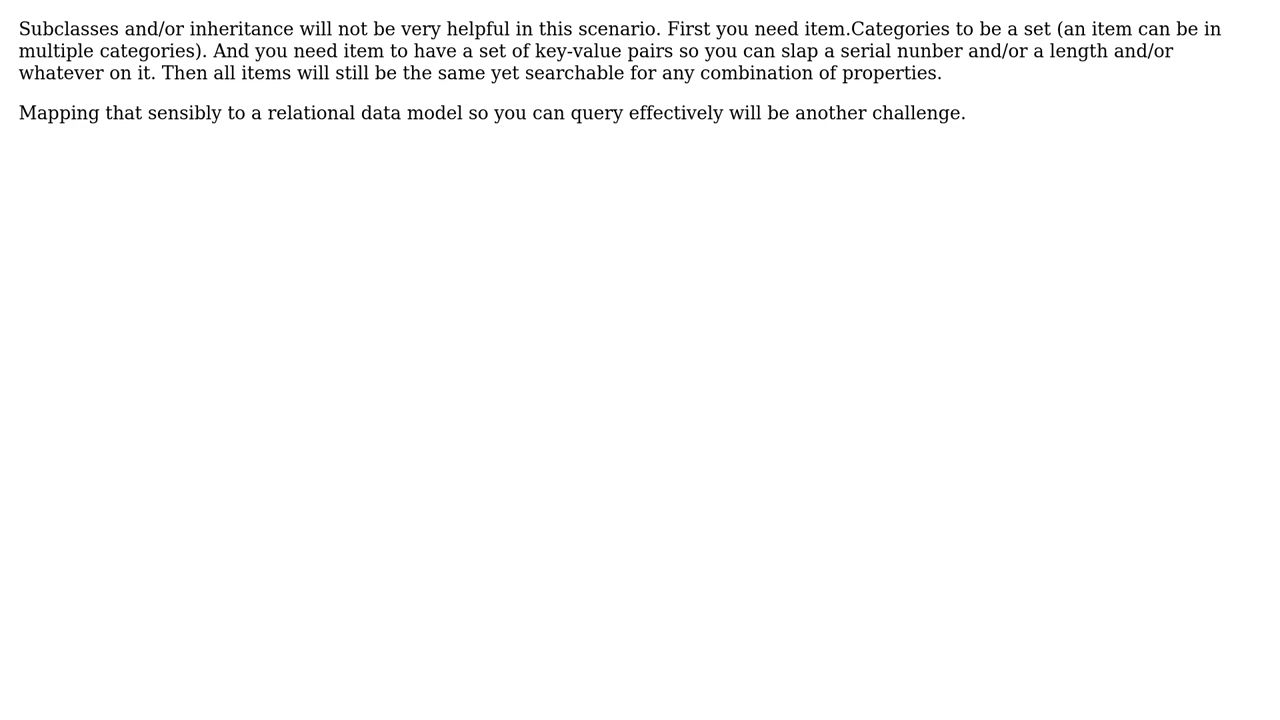 Subclasses and/or inheritance will not be very helpful in this scenario. First you need item.Categories to be a set (an item can be in
multiple categories). And you need item to have a set of key-value pairs so you can slap a serial nunber and/or a length and/or
whatever on it. Then all items will still be the same yet searchable for any combination of properties.
Mapping that sensibly to a relational data model so you can query effectively will be another challenge.